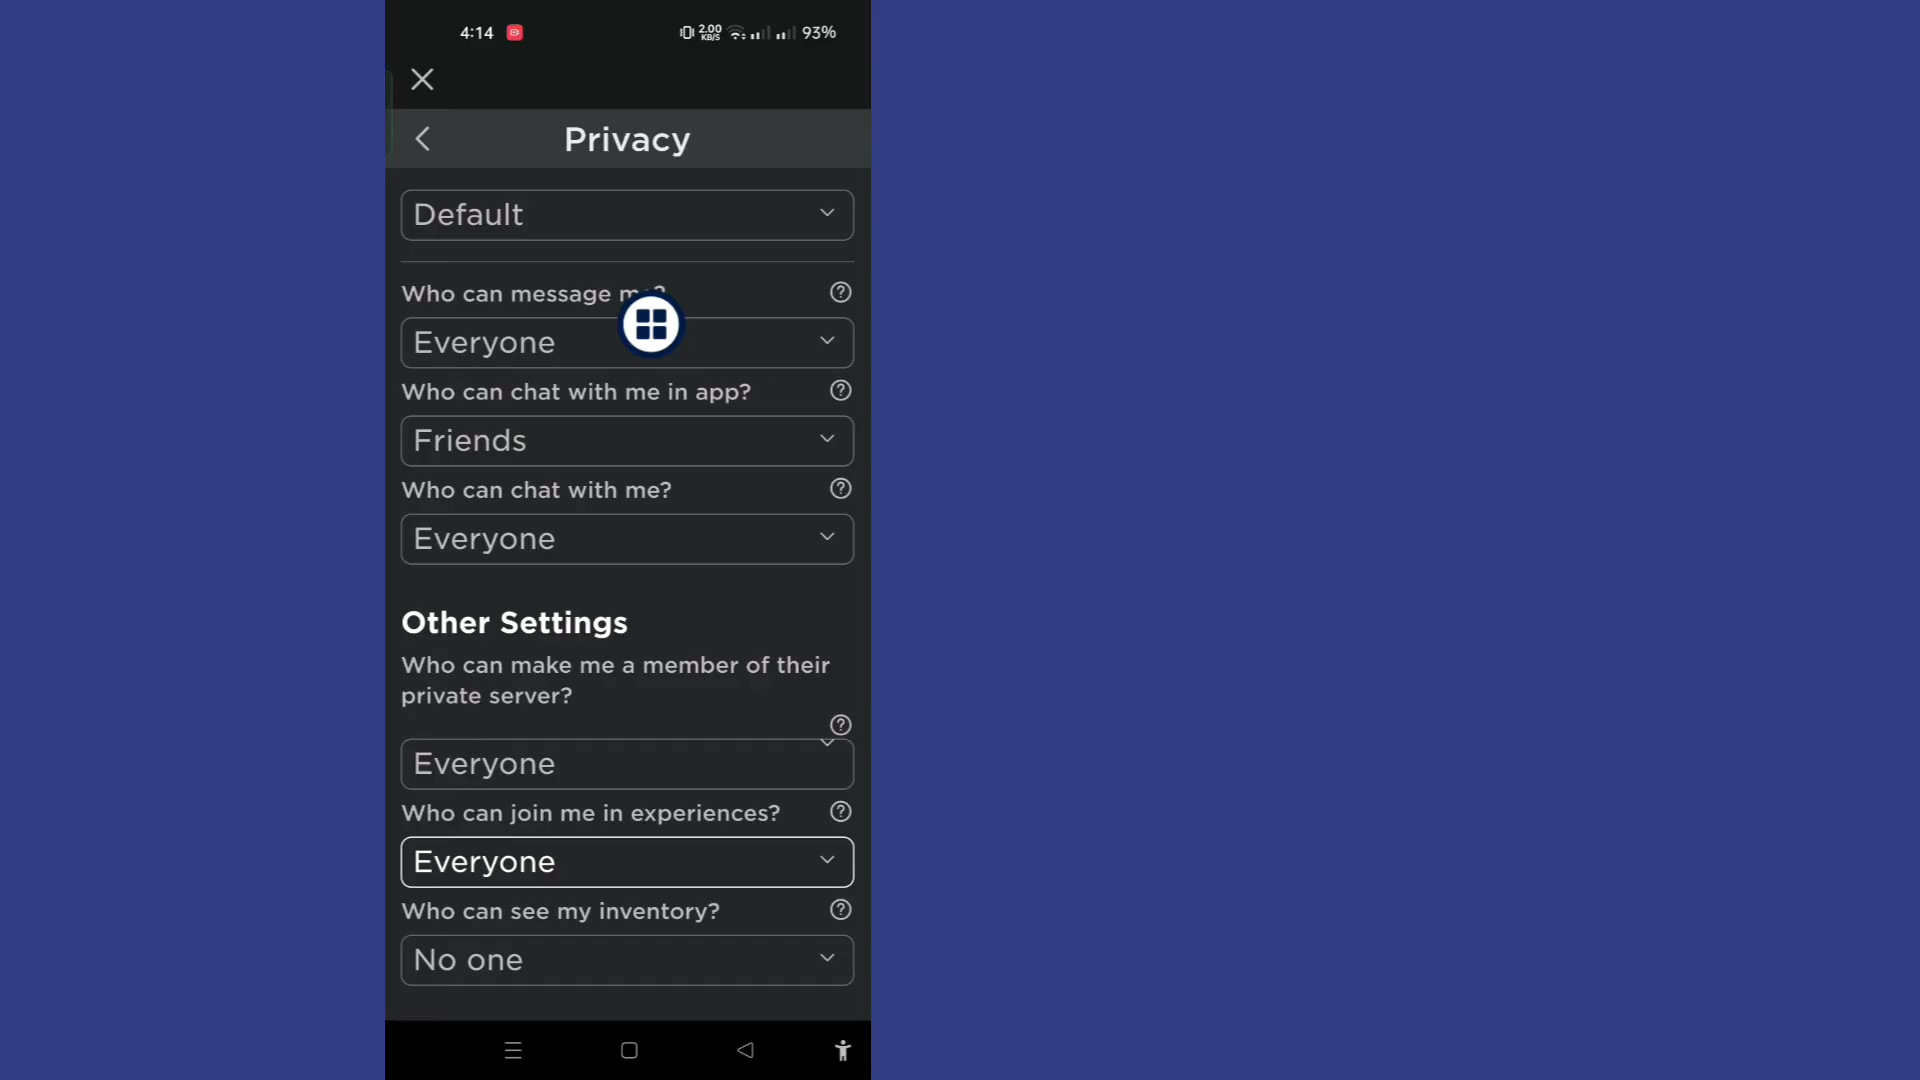 4:14
2.00
KB/S
93%
Privacy
Default
Who can message me?
Everyone
Who can chat with me in app?
Friends
Who can chat with me?
Everyone
Other Settings
Who can make me a member of their
private server?
Everyone
Who can join me in experiences?
Everyone
Who can see my inventory?
No one